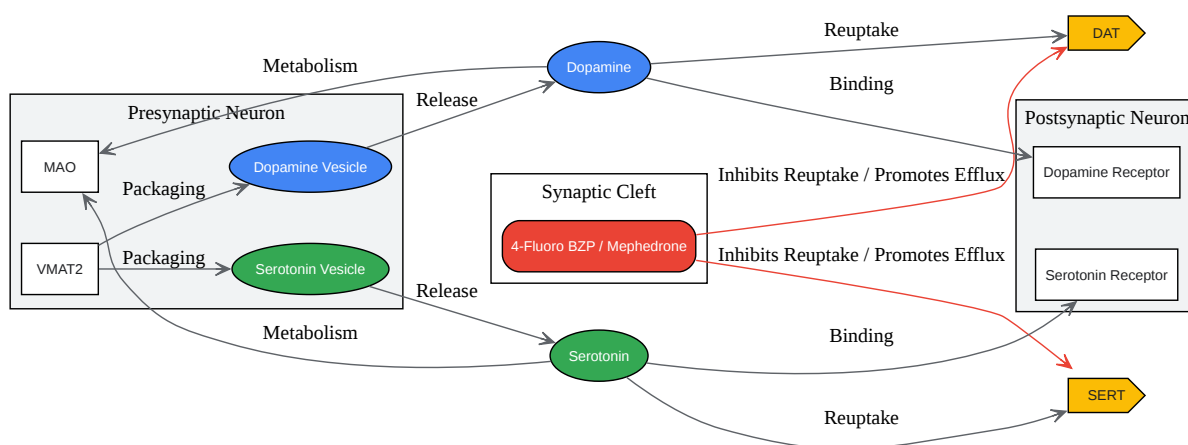 Reuptake
DAT
Metabolism
Dopamine
Binding
Release
Presynaptic Neuron
Postsynaptic Neuron
MAO
Dopamine Vesicle
Dopamine Receptor
Packaging
Inhibits Reuptake / Promotes Efflux
Synaptic Cleft
4-Fluoro BZP / Mephedrone
Inhibits Reuptake / Promotes Efflux
Packaging
VMAT2
Serotonin Vesicle
Serotonin Receptor
Release
Metabolism
Binding
Serotonin
SERT
Reuptake